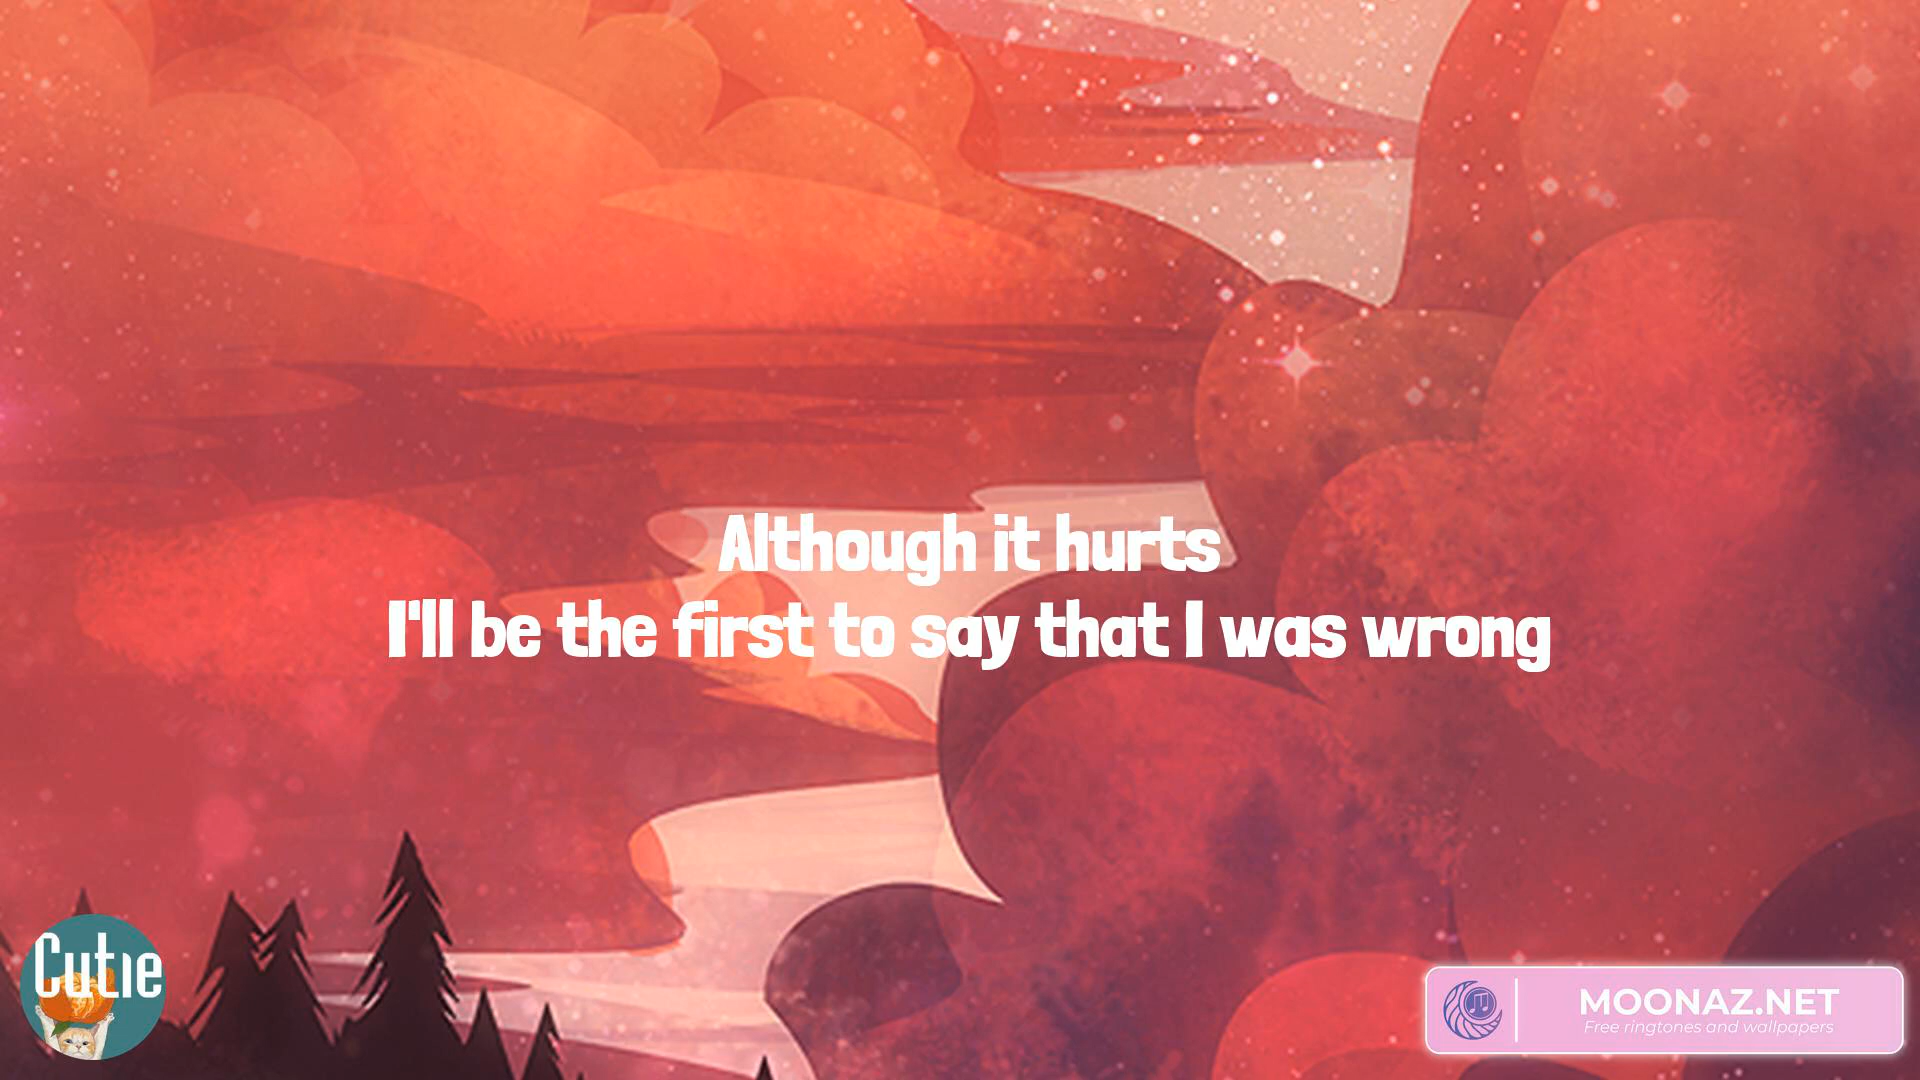 Although it hurts
I'll be the first to say that I was wrong
Cutie
MOONAZ.NET
Free ringtones and wallpapers